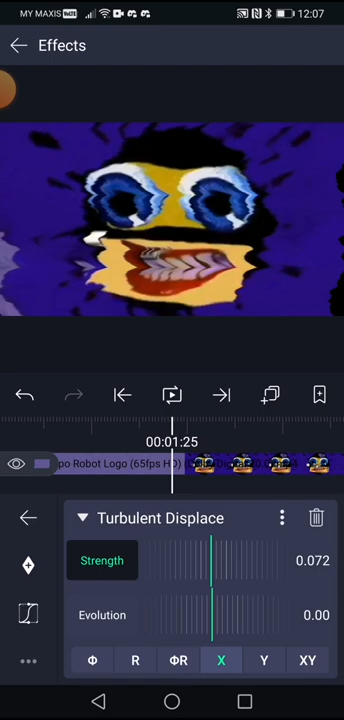 MY MAXIS VoLTE 12:07
Effects
00:01:25
po Robot Logo (65fps HD)
Turbulent Displace
Strength 0.072
Evolution 0.00
Φ R ΦR X Y XY